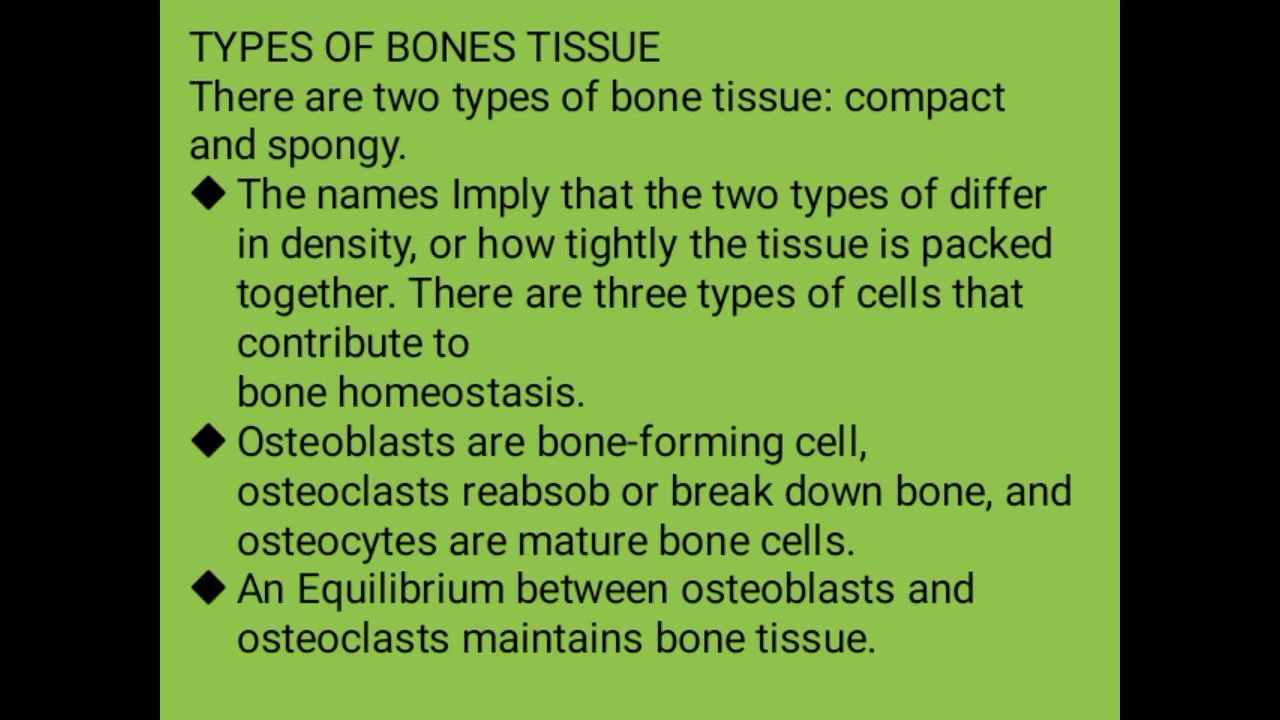 TYPES OF BONES TISSUE
There are two types of bone tissue: compact
and spongy.
◆ The names Imply that the two types of differ
in density, or how tightly the tissue is packed
together. There are three types of cells that
contribute to
bone homeostasis.
◆ Osteoblasts are bone-forming cell,
osteoclasts reabsob or break down bone, and
osteocytes are mature bone cells.
◆ An Equilibrium between osteoblasts and
osteoclasts maintains bone tissue.